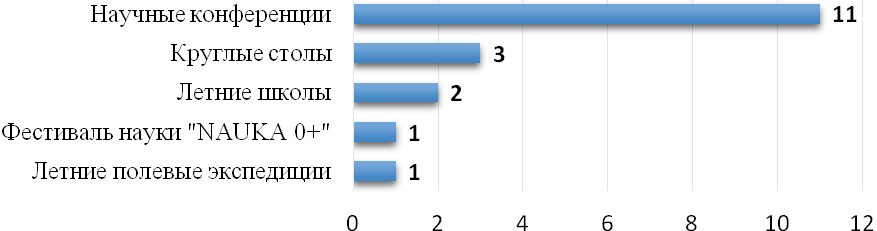 Научные конференции 11
Круглые столы 3
Летние школы 2
Фестиваль науки "NAUKA 0+" 1
Летние полевые экспедиции 1
0 2 4 6 8 10 12